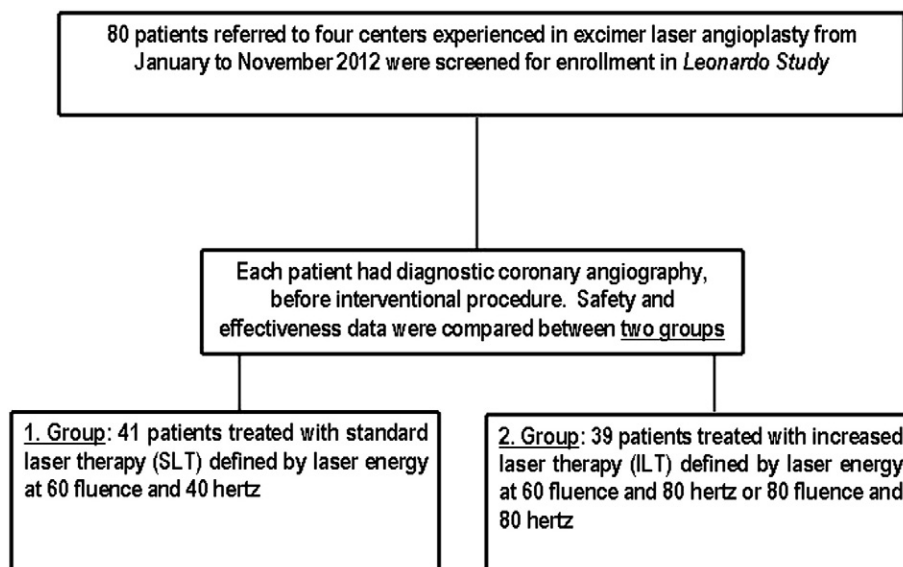 80 patients referred to four centers experienced in excimer laser angioplasty from
January to November 2012 were screened for enrollment in Leonardo Study
Each patient had diagnostic coronary angiography,
before interventional procedure. Safety and
effectiveness data were compared between two groups
1. Group: 41 patients treated with standard
laser therapy (SLT) defined by laser energy
at 60 fluence and 40 hertz
2. Group: 39 patients treated with increased
laser therapy (ILT) defined by laser energy
at 60 fluence and 80 hertz or 80 fluence and
80 hertz